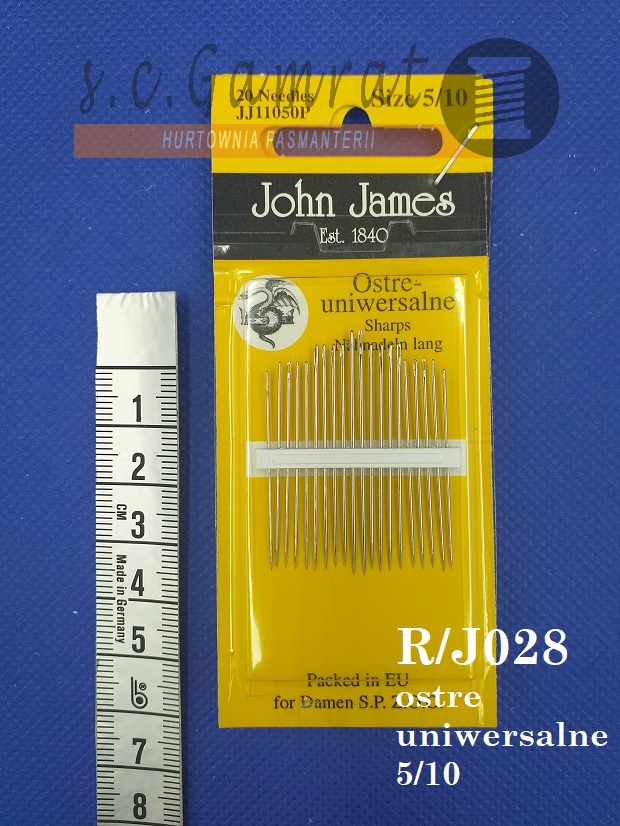 s.c.Gamrat
HURTOWNIA PASMANTERII
20 Needles
JJ11050P
Size 5/10
John James
Est. 1840
Ostre-
uniwersalne
Sharps
Nähnadeln lang
Packed in EU
for Damen S.P.
1
2
CM
3
Made in Germany
4
5
7
8
R/J028
ostre
uniwersalne
5/10